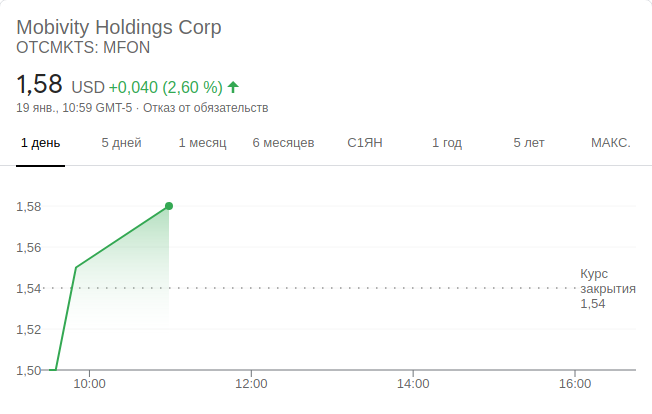 Mobivity Holdings Corp
OTCMKTS: MFON
1,58 USD +0,040 (2,60 %)
19 янв., 10:59 GMT-5 · Отказ от обязательств
1 день 5 дней 1 месяц 6 месяцев С1ЯН 1 год 5 лет МАКС.
1,58
1,56
1,54
1,52
1,50
Курс
закрытия
1,54
10:00 12:00 14:00 16:00